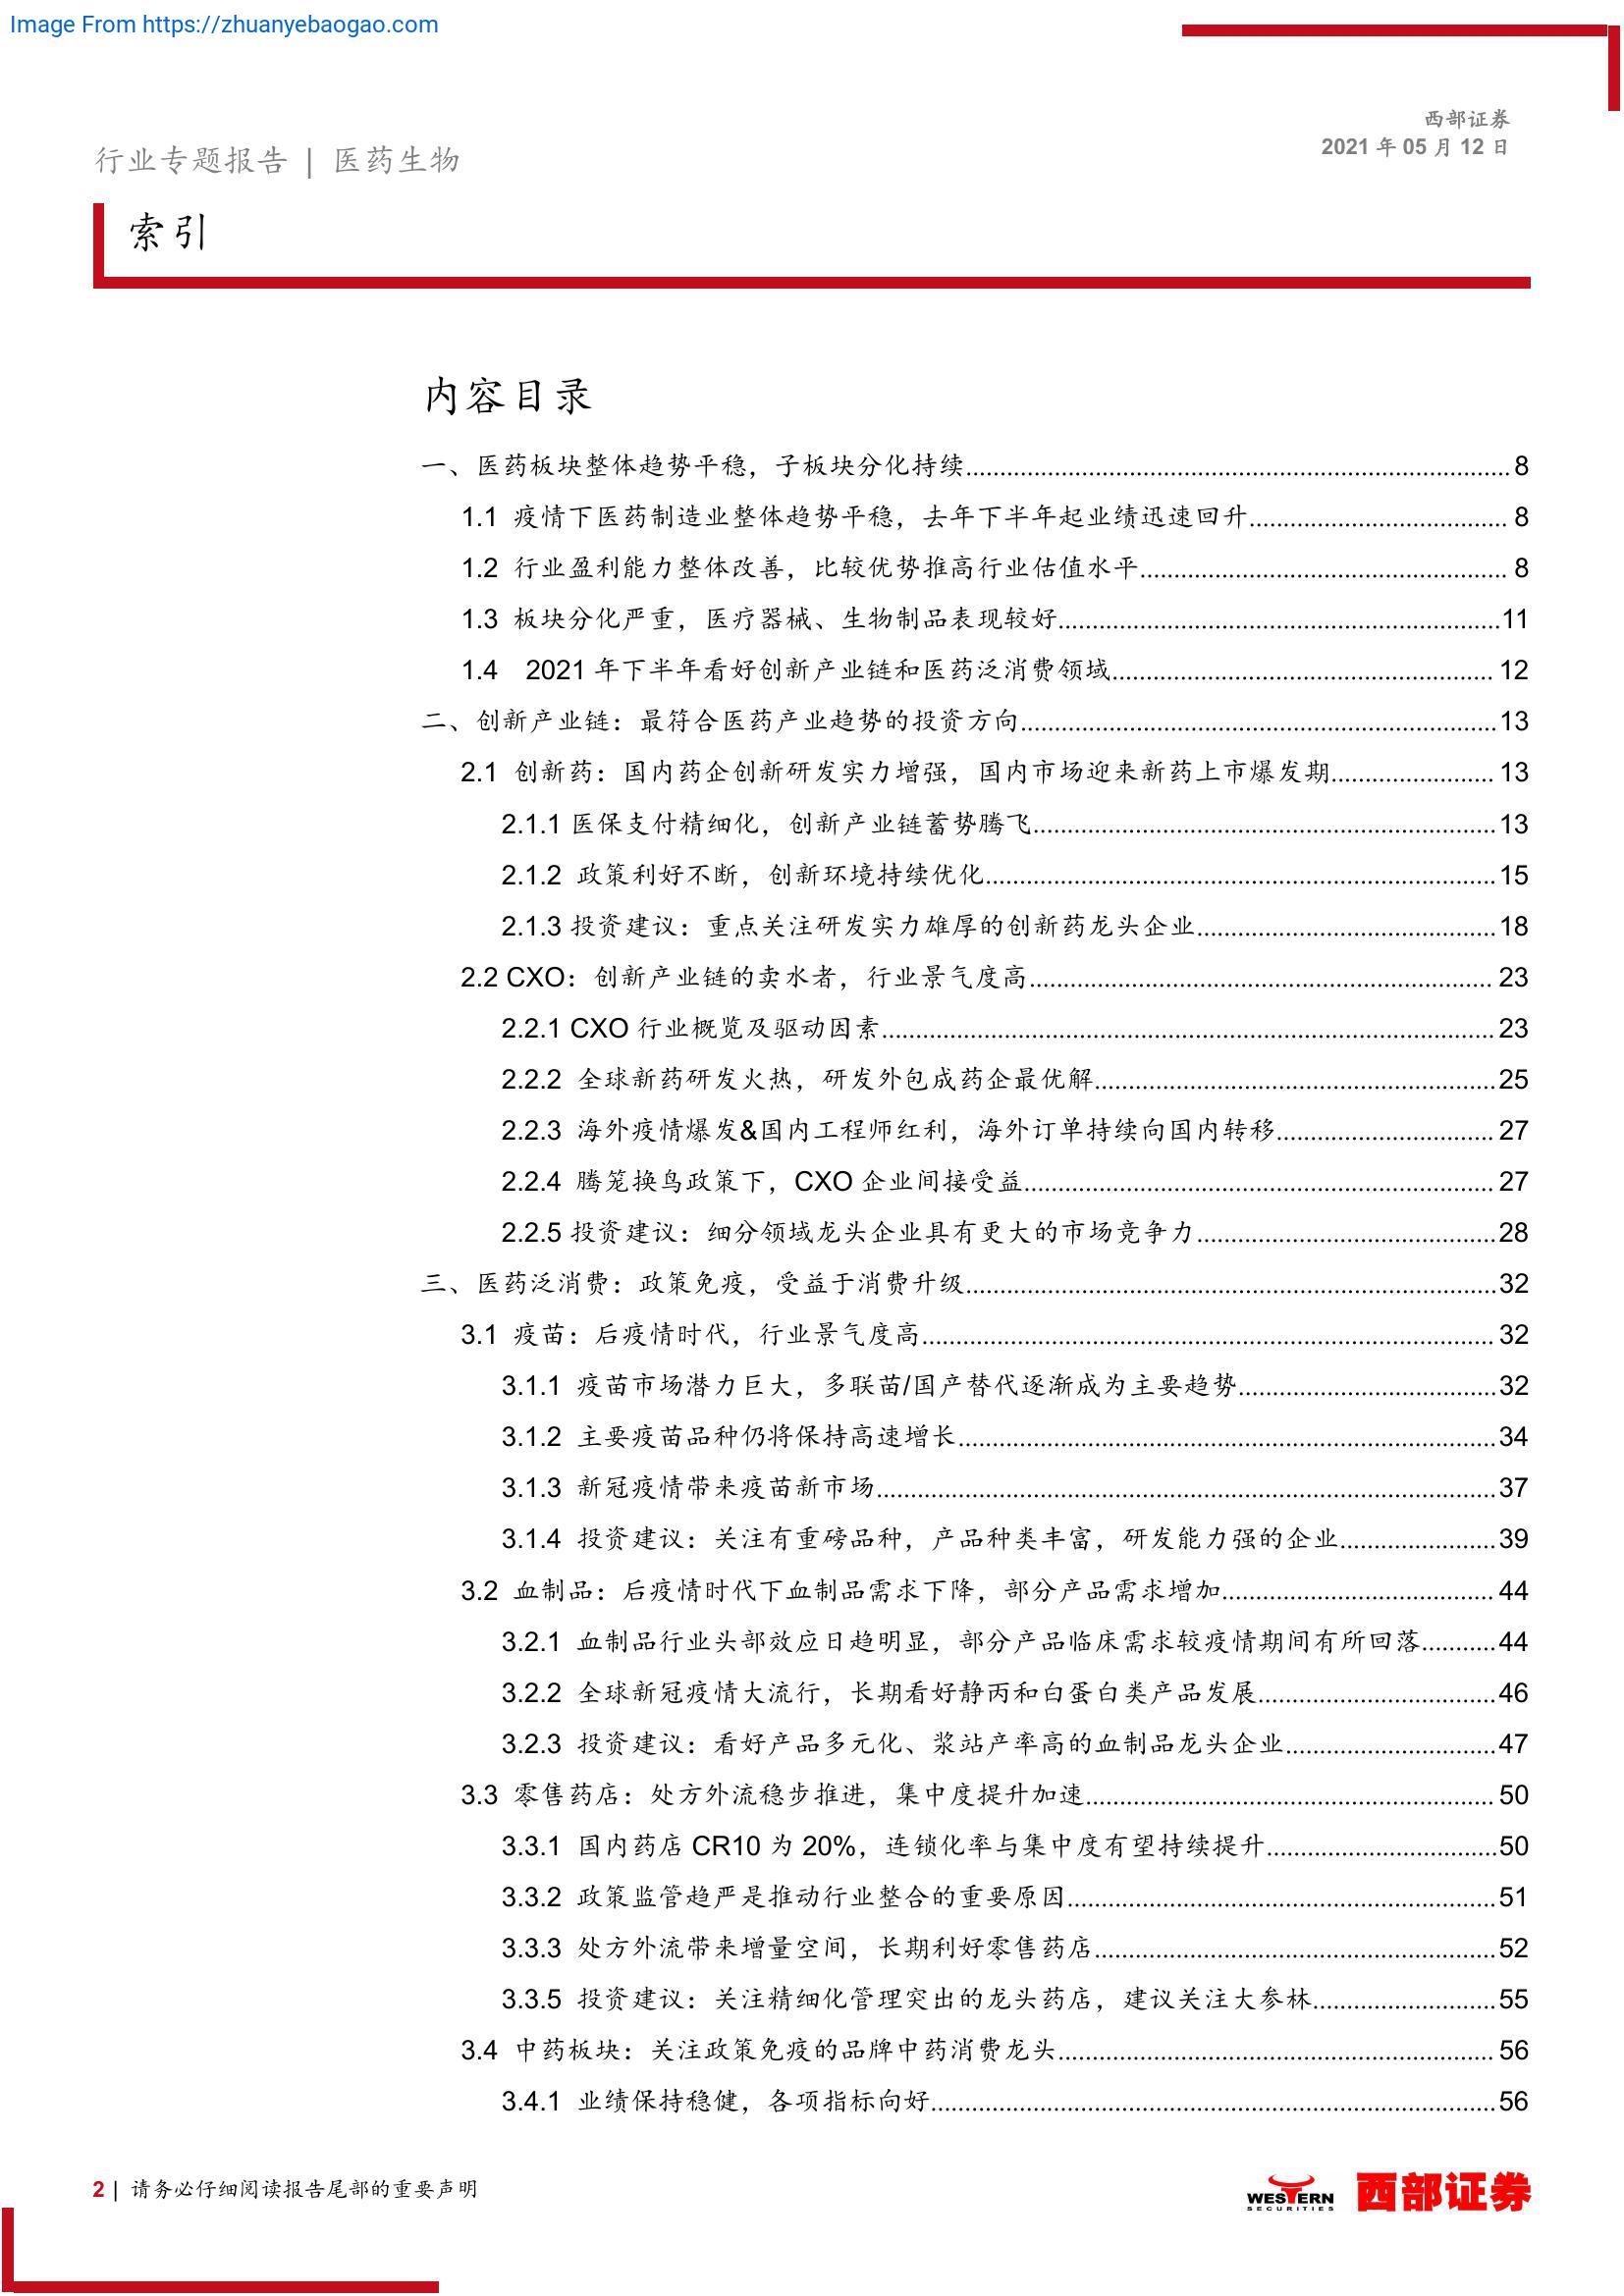 Image From https://zhuanyebaogao.com
西部证券
2021 年 05 月 12 日
行业专题报告 | 医药生物
索引
内容目录
一、医药板块整体趋势平稳，子板块分化持续........ 8
1.1 疫情下医药制造业整体趋势平稳，去年下半年起业绩迅速回升........ 8
1.2 行业盈利能力整体改善，比较优势推高行业估值水平........ 8
1.3 板块分化严重，医疗器械、生物制品表现较好........ 11
1.4 2021 年下半年看好创新产业链和医药泛消费领域........ 12
二、创新产业链：最符合医药产业趋势的投资方向........ 13
2.1 创新药：国内药企创新研发实力增强，国内市场迎来新药上市爆发期........ 13
2.1.1 医保支付精细化，创新产业链蓄势腾飞........ 13
2.1.2 政策利好不断，创新环境持续优化........ 15
2.1.3 投资建议：重点关注研发实力雄厚的创新药龙头企业........ 18
2.2 CXO：创新产业链的卖水者，行业景气度高........ 23
2.2.1 CXO 行业概览及驱动因素........ 23
2.2.2 全球新药研发火热，研发外包成药企最优解........ 25
2.2.3 海外疫情爆发&国内工程师红利，海外订单持续向国内转移........ 27
2.2.4 腾笼换鸟政策下，CXO 企业间接受益........ 27
2.2.5 投资建议：细分领域龙头企业具有更大的市场竞争力........ 28
三、医药泛消费：政策免疫，受益于消费升级........ 32
3.1 疫苗：后疫情时代，行业景气度高........ 32
3.1.1 疫苗市场潜力巨大，多联苗/国产替代逐渐成为主要趋势........ 32
3.1.2 主要疫苗品种仍将保持高速增长........ 34
3.1.3 新冠疫情带来疫苗新市场........ 37
3.1.4 投资建议：关注有重磅品种，产品种类丰富，研发能力强的企业........ 39
3.2 血制品：后疫情时代下血制品需求下降，部分产品需求增加........ 44
3.2.1 血制品行业头部效应日趋明显，部分产品临床需求较疫情期间有所回落........ 44
3.2.2 全球新冠疫情大流行，长期看好静丙和白蛋白类产品发展........ 46
3.2.3 投资建议：看好产品多元化、浆站产率高的血制品龙头企业........ 47
3.3 零售药店：处方外流稳步推进，集中度提升加速........ 50
3.3.1 国内药店 CR10 为 20%，连锁化率与集中度有望持续提升........ 50
3.3.2 政策监管趋严是推动行业整合的重要原因........ 51
3.3.3 处方外流带来增量空间，长期利好零售药店........ 52
3.3.5 投资建议：关注精细化管理突出的龙头药店，建议关注大参林........ 55
3.4 中药板块：关注政策免疫的品牌中药消费龙头........ 56
3.4.1 业绩保持稳健，各项指标向好........ 56
2 | 请务必仔细阅读报告尾部的重要声明
WESTERN
SECURITIES
西部证券